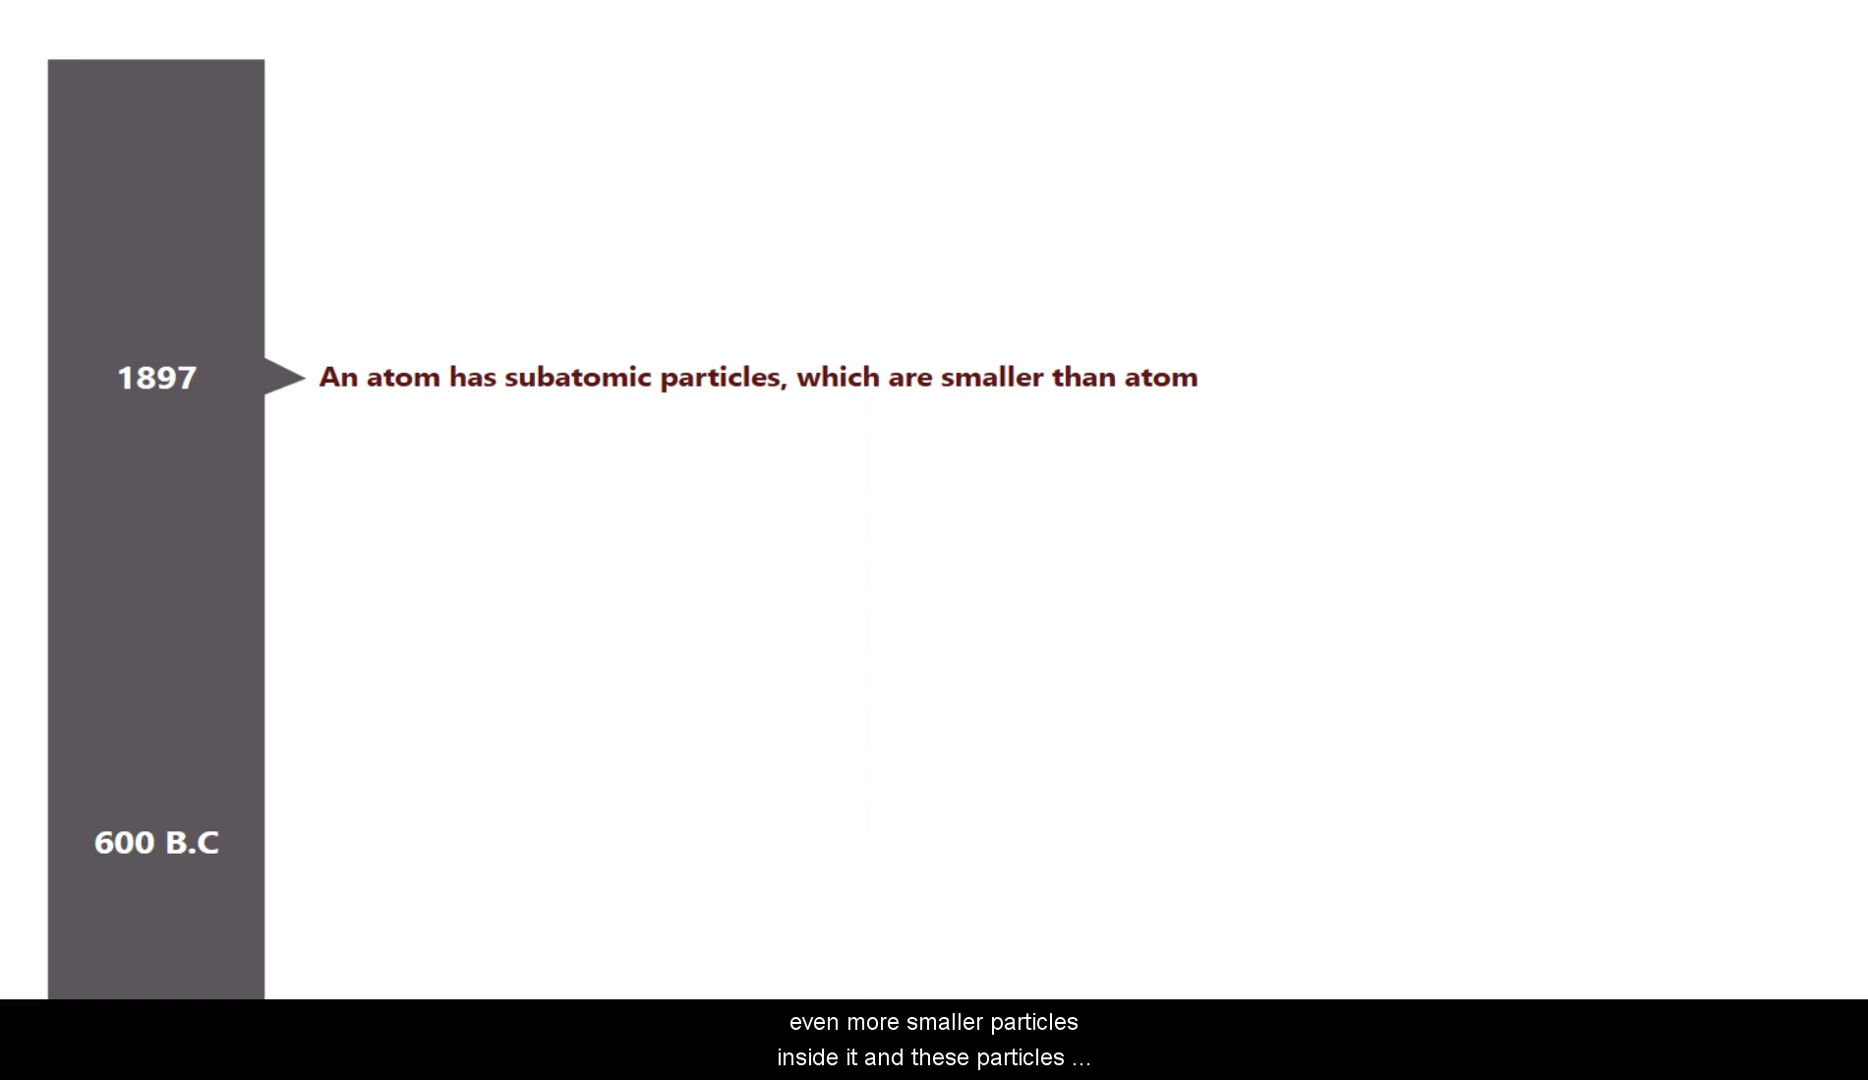 1897
An atom has subatomic particles, which are smaller than atom
600 B.C
even more smaller particles
inside it and these particles ...